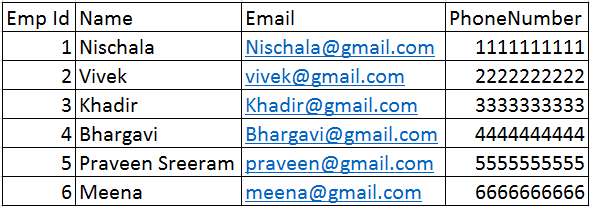 Emp Id Name Email PhoneNumber
1 Nischala Nischala@gmail.com 1111111111
2 Vivek vivek@gmail.com 2222222222
3 Khadir Khadir@gmail.com 3333333333
4 Bhargavi Bhargavi@gmail.com 4444444444
5 Praveen Sreeram praveen@gmail.com 5555555555
6 Meena meena@gmail.com 6666666666